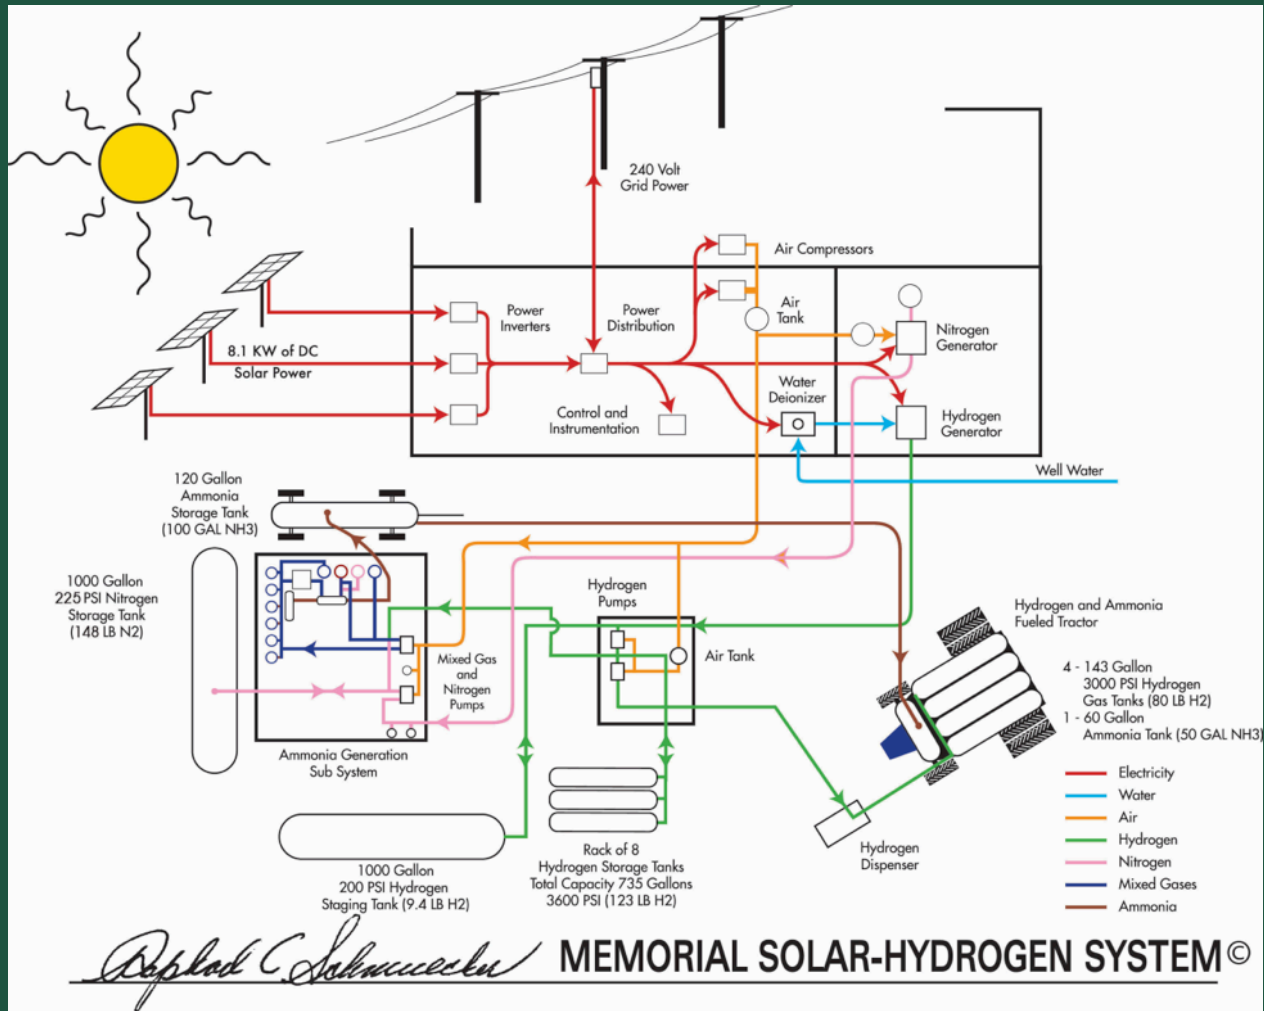 240 Volt
Grid Power
Air Compressors
Power
Inverters
Power
Distribution
Air
Tank
Nitrogen
Generator
8.1 KW of DC
Solar Power
Water
Deionizer
Control and
Instrumentation
Hydrogen
Generator
Well Water
120 Gallon
Ammonia
Storage Tank
(100 GAL NH3)
1000 Gallon
225 PSI Nitrogen
Storage Tank
(148 LB N2)
Hydrogen
Pumps
Hydrogen and Ammonia
Fueled Tractor
Mixed Gas
and
Nitrogen
Pumps
Air Tank
4 - 143 Gallon
3000 PSI Hydrogen
Gas Tanks (80 LB H2)
1 - 60 Gallon
Ammonia Tank (50 GAL NH3)
Ammonia Generation
Sub System
Electricity
Water
Air
Hydrogen
Nitrogen
Mixed Gases
Ammonia
Hydrogen
Dispenser
Rack of 8
Hydrogen Storage Tanks
Total Capacity 735 Gallons
3600 PSI (123 LB H2)
1000 Gallon
200 PSI Hydrogen
Staging Tank (9.4 LB H2)
C MEMORIAL SOLAR-HYDROGEN SYSTEM©